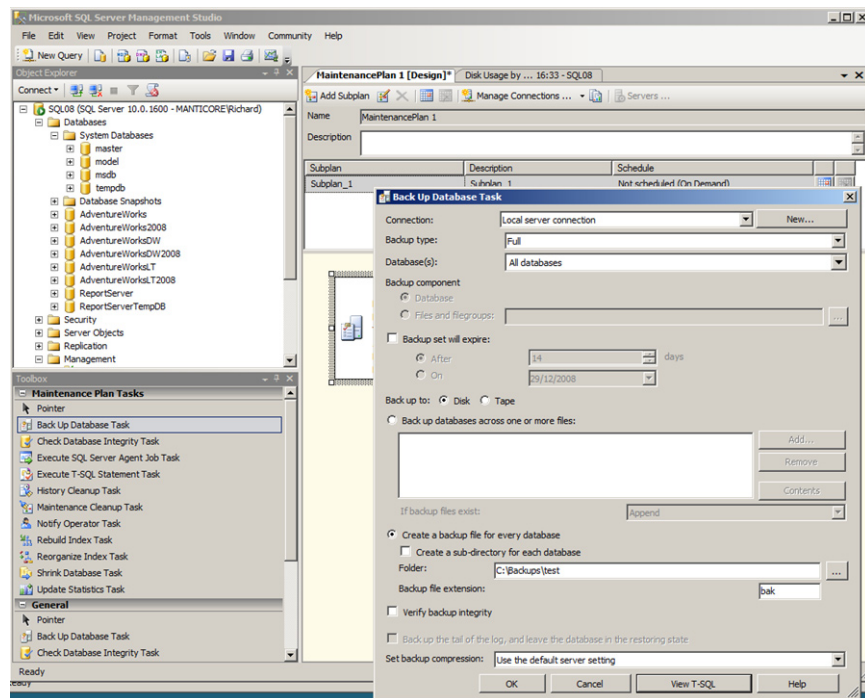 Microsoft SQL Server Management Studio
File Edit View Project Format Tools Window Community Help
New Query
Object Explorer
Connect
SQL08 (SQL Server 10.0.1600 - MANTICORE\Richard)
Databases
System Databases
master
model
msdb
tempdb
Database Snapshots
AdventureWorks
AdventureWorks2008
AdventureWorksDW
AdventureWorksDW2008
AdventureWorksLT
AdventureWorksLT2008
ReportServer
ReportServerTempDB
Security
Server Objects
Replication
Management
Toolbox
Maintenance Plan Tasks
Pointer
Back Up Database Task
Check Database Integrity Task
Execute SQL Server Agent Job Task
Execute T-SQL Statement Task
History Cleanup Task
Maintenance Cleanup Task
Notify Operator Task
Rebuild Index Task
Reorganize Index Task
Shrink Database Task
Update Statistics Task
General
Pointer
Back Up Database Task
Check Database Integrity Task
Ready
MaintenancePlan 1 [Design]* Disk Usage by ... 16:33 - SQL08
Add Subplan Manage Connections ... Servers ...
Name MaintenancePlan 1
Description
Subplan Description Schedule
Subplan_1 Subplan_1 Not scheduled (On Demand)
Back Up Database Task
Connection: Local server connection New...
Backup type: Full
Database(s): All databases
Backup component
Database
Files and filegroups: ...
Backup set will expire:
After 14 days
On 29/12/2008
Back up to: Disk Tape
Back up databases across one or more files:
Add...
Remove
Contents
If backup files exist: Append
Create a backup file for every database
Create a sub-directory for each database
Folder: C:\Backups\test ...
Backup file extension: bak
Verify backup integrity
Back up the tail of the log, and leave the database in the restoring state
Set backup compression: Use the default server setting
OK Cancel View T-SQL Help